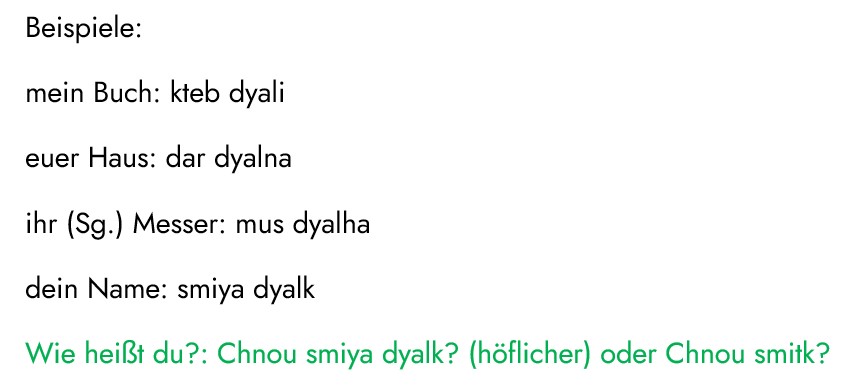 Beispiele:
mein Buch: kteb dyali
euer Haus: dar dyalna
ihr (Sg.) Messer: mus dyalha
dein Name: smiya dyalk
Wie heißt du?: Chnou smiya dyalk? (höflicher) oder Chnou smitk?